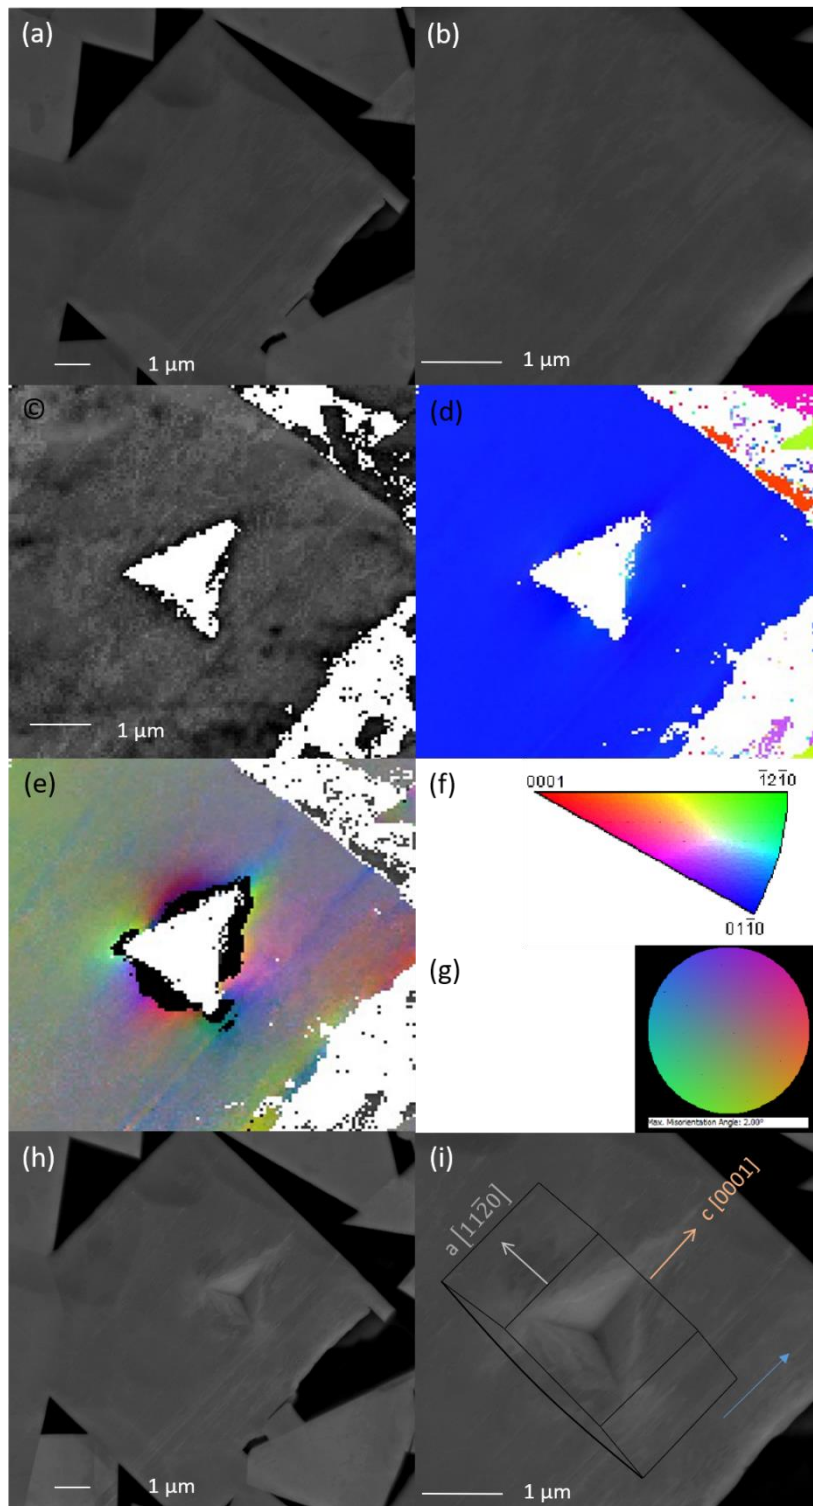 (a)
(b)
1 µm
1 µm
©
(d)
1 µm
(e)
(f)
0001
1̅21̅0
011̅0
(g)
Max. Misorientation Angle: 2.00°
(h)
(i)
a [112̅0]
c [0001]
1 µm
1 µm